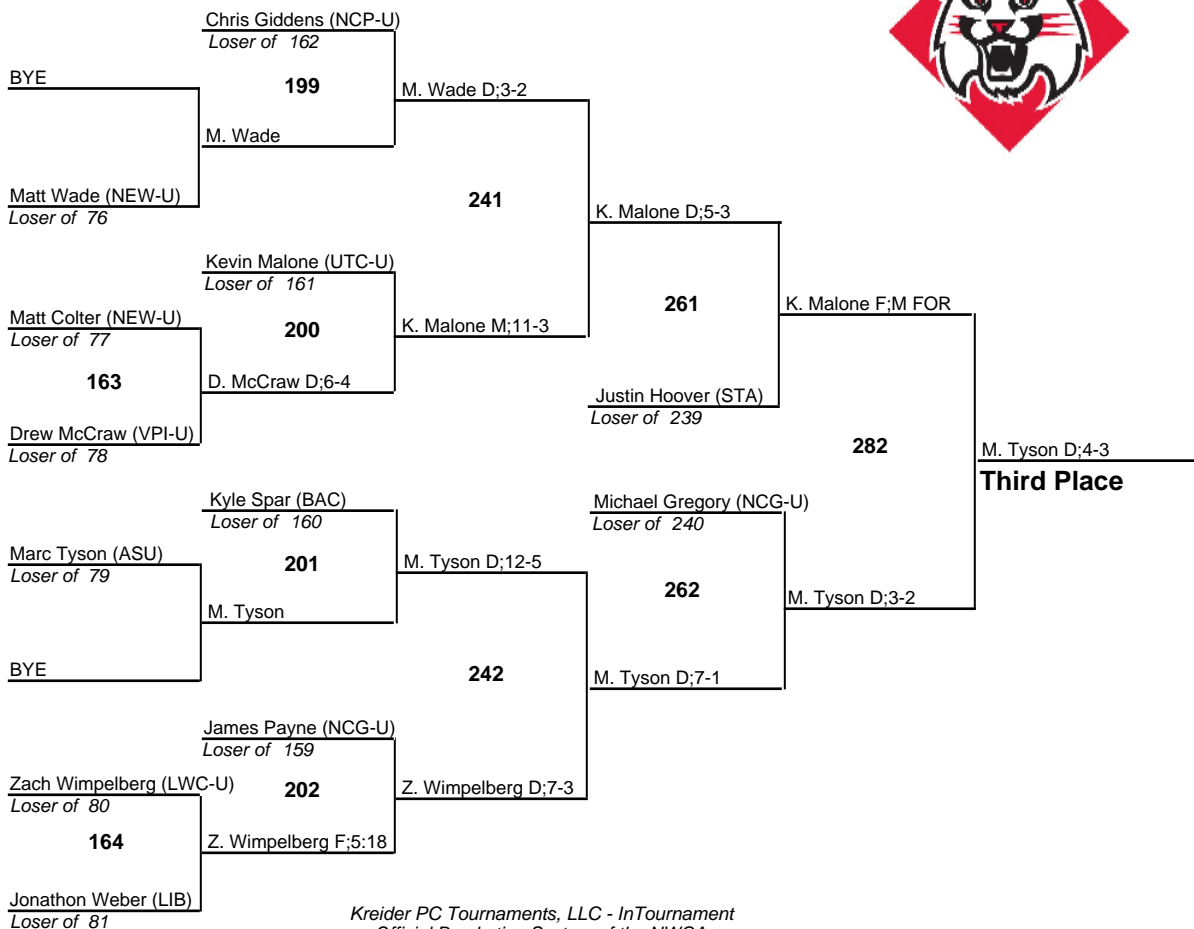 Chris Giddens (NCP-U)
Loser of 162
BYE
199
M. Wade D;3-2
M. Wade
Matt Wade (NEW-U)
Loser of 76
241
K. Malone D;5-3
Kevin Malone (UTC-U)
Loser of 161
Matt Colter (NEW-U)
Loser of 77
200
K. Malone M;11-3
261
K. Malone F;M FOR
163
D. McCraw D;6-4
Justin Hoover (STA)
Loser of 239
Drew McCraw (VPI-U)
Loser of 78
282
M. Tyson D;4-3
Third Place
Kyle Spar (BAC)
Loser of 160
Michael Gregory (NCG-U)
Loser of 240
Marc Tyson (ASU)
Loser of 79
201
M. Tyson D;12-5
262
M. Tyson D;3-2
M. Tyson
BYE
242
M. Tyson D;7-1
James Payne (NCG-U)
Loser of 159
Zach Wimpelberg (LWC-U)
Loser of 80
202
Z. Wimpelberg D;7-3
164
Z. Wimpelberg F;5:18
Jonathon Weber (LIB)
Loser of 81
Kreider PC Tournaments, LLC - InTournament